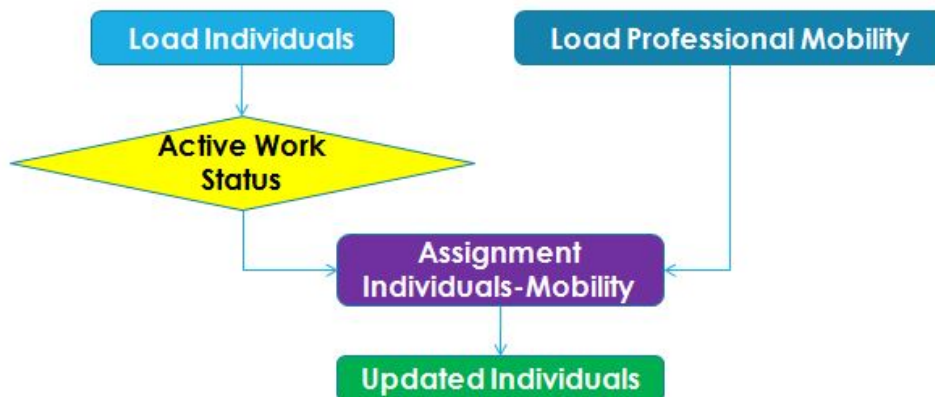 Load Individuals
Load Professional Mobility
Active Work
Status
Assignment
Individuals-Mobility
Updated Individuals